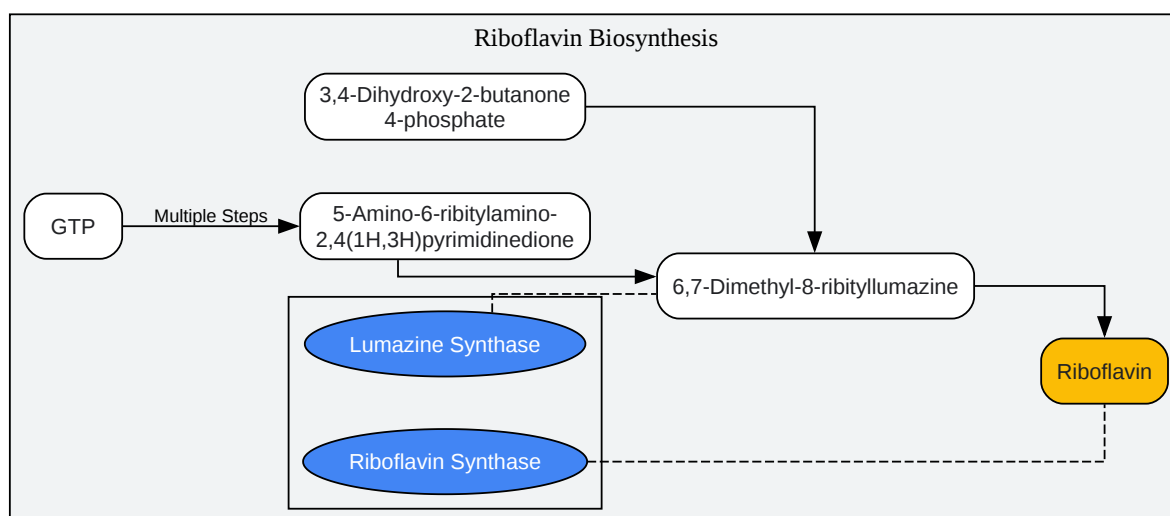 Riboflavin Biosynthesis
3,4-Dihydroxy-2-butanone
4-phosphate
GTP
Multiple Steps
5-Amino-6-ribitylamino-
2,4(1H,3H)pyrimidinedione
6,7-Dimethyl-8-ribityllumazine
Lumazine Synthase
Riboflavin
Riboflavin Synthase